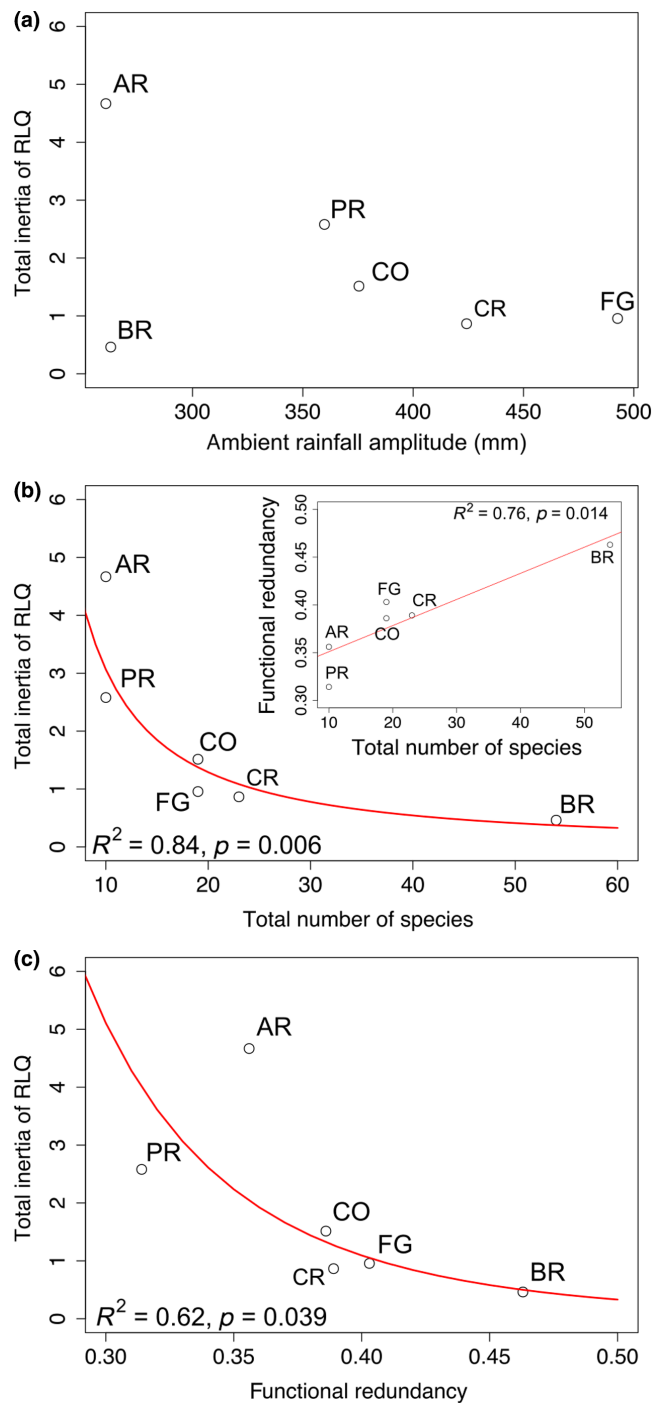 (a)
Total inertia of RLQ
6
5
4
3
2
1
0
AR
PR
CO
CR
FG
BR
300 350 400 450 500
Ambient rainfall amplitude (mm)
(b)
Total inertia of RLQ
6
5
4
3
2
1
0
AR
PR
CO
CR
FG
BR
R² = 0.84, p = 0.006
10 20 30 40 50 60
Total number of species
Functional redundancy
0.50
0.45
0.40
0.35
0.30
R² = 0.76, p = 0.014
BR
FG
CR
CO
AR
PR
10 20 30 40 50
Total number of species
(c)
Total inertia of RLQ
6
5
4
3
2
1
0
AR
PR
CO
FG
CR
BR
R² = 0.62, p = 0.039
0.30 0.35 0.40 0.45 0.50
Functional redundancy